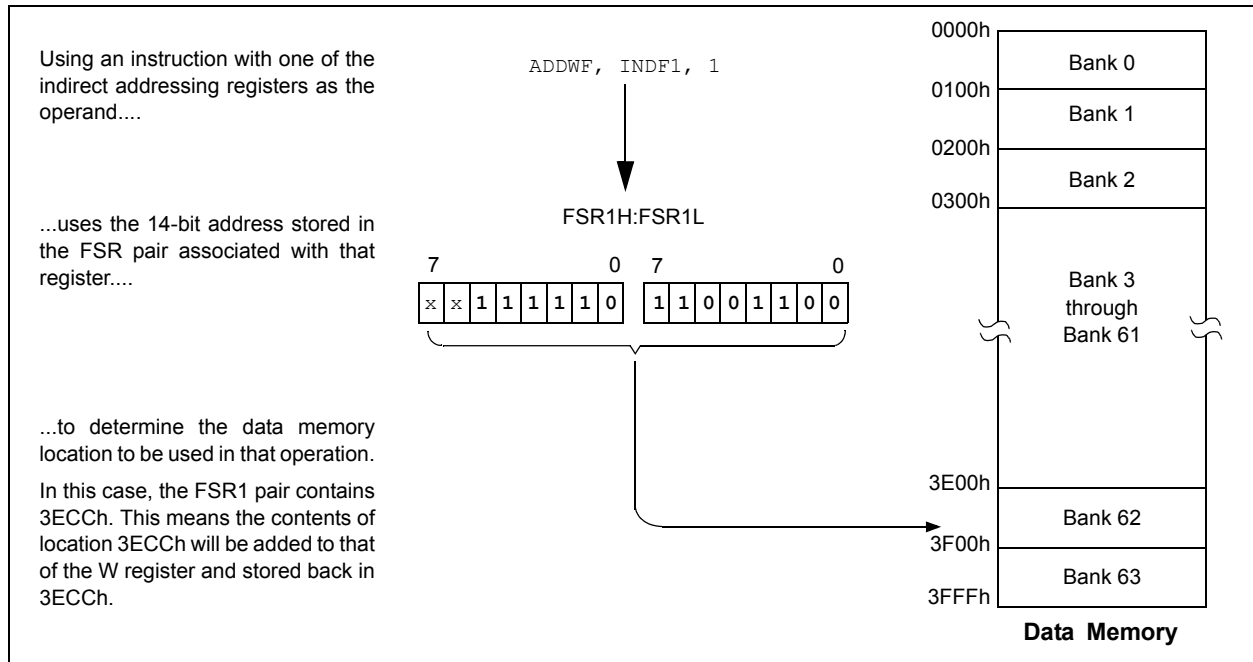 Using an instruction with one of the
indirect addressing registers as the
operand....
...uses the 14-bit address stored in
the FSR pair associated with that
register....
...to determine the data memory
location to be used in that operation.
In this case, the FSR1 pair contains
3ECCh. This means the contents of
location 3ECCh will be added to that
of the W register and stored back in
3ECCh.
ADDWF, INDF1, 1
FSR1H:FSR1L
7 0 7 0
x x 1 1 1 1 1 0 1 1 0 0 1 1 0 0
0000h
Bank 0
0100h
Bank 1
0200h
Bank 2
0300h
Bank 3
through
Bank 61
3E00h
Bank 62
3F00h
Bank 63
3FFFh
Data Memory